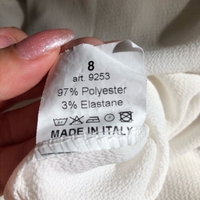 8
art. 9253
97% Polyester
3% Elastane
MADE IN ITALY